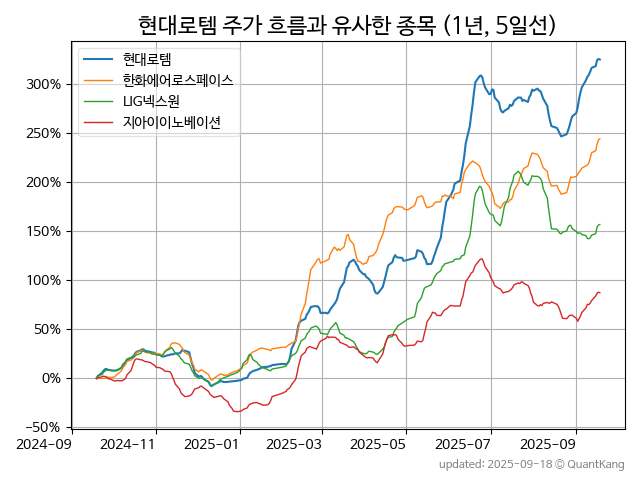 현대로템 주가 흐름과 유사한 종목 (1년, 5일선)
현대로템
한화에어로스페이스
LIG넥스원
지아이이노베이션
300%
250%
200%
150%
100%
50%
0%
−50%
2024-09
2024-11
2025-01
2025-03
2025-05
2025-07
2025-09
updated: 2025-09-18 © QuantKang